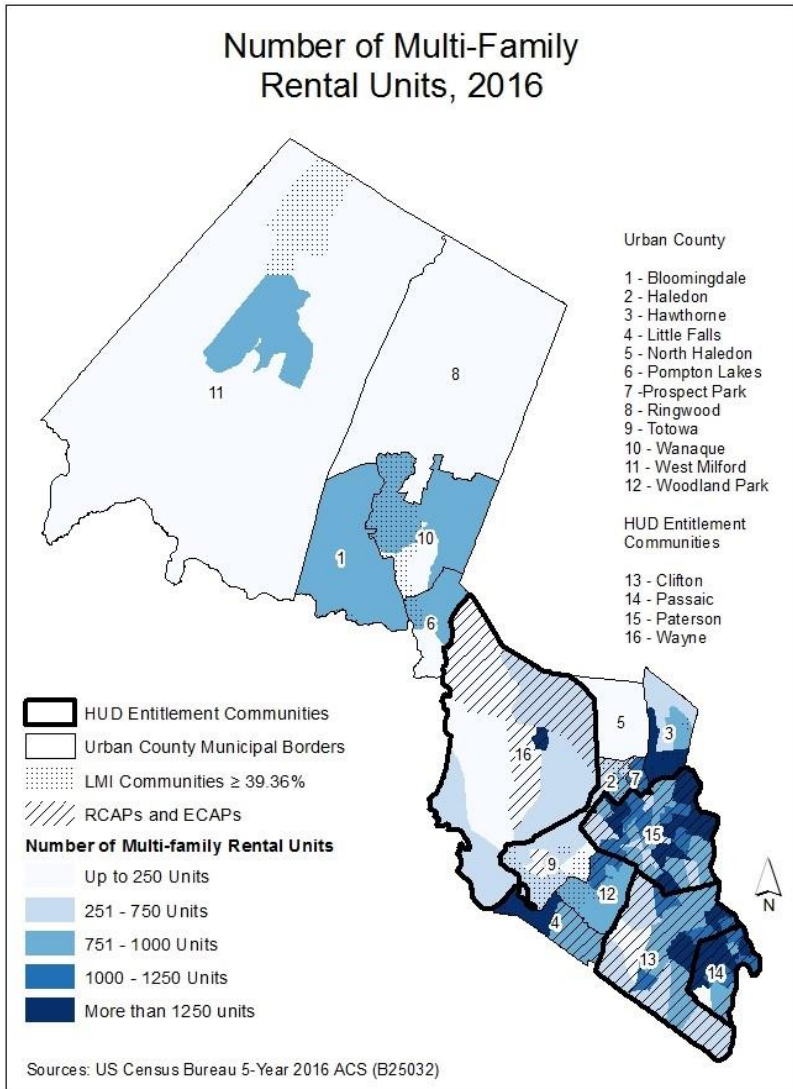 Number of Multi-Family
Rental Units, 2016
Urban County
1 - Bloomingdale
2 - Haledon
3 - Hawthorne
4 - Little Falls
5 - North Haledon
6 - Pompton Lakes
7 -Prospect Park
8 - Ringwood
9 - Totowa
10 - Wanaque
11 - West Milford
12 - Woodland Park
HUD Entitlement
Communities
13 - Clifton
14 - Passaic
15 - Paterson
16 - Wayne
11
8
1
10
6
16
5
3
2
7
15
9
12
4
13
14
N
HUD Entitlement Communities
Urban County Municipal Borders
LMI Communities ≥ 39.36%
RCAPs and ECAPs
Number of Multi-family Rental Units
Up to 250 Units
251 - 750 Units
751 - 1000 Units
1000 - 1250 Units
More than 1250 units
Sources: US Census Bureau 5-Year 2016 ACS (B25032)